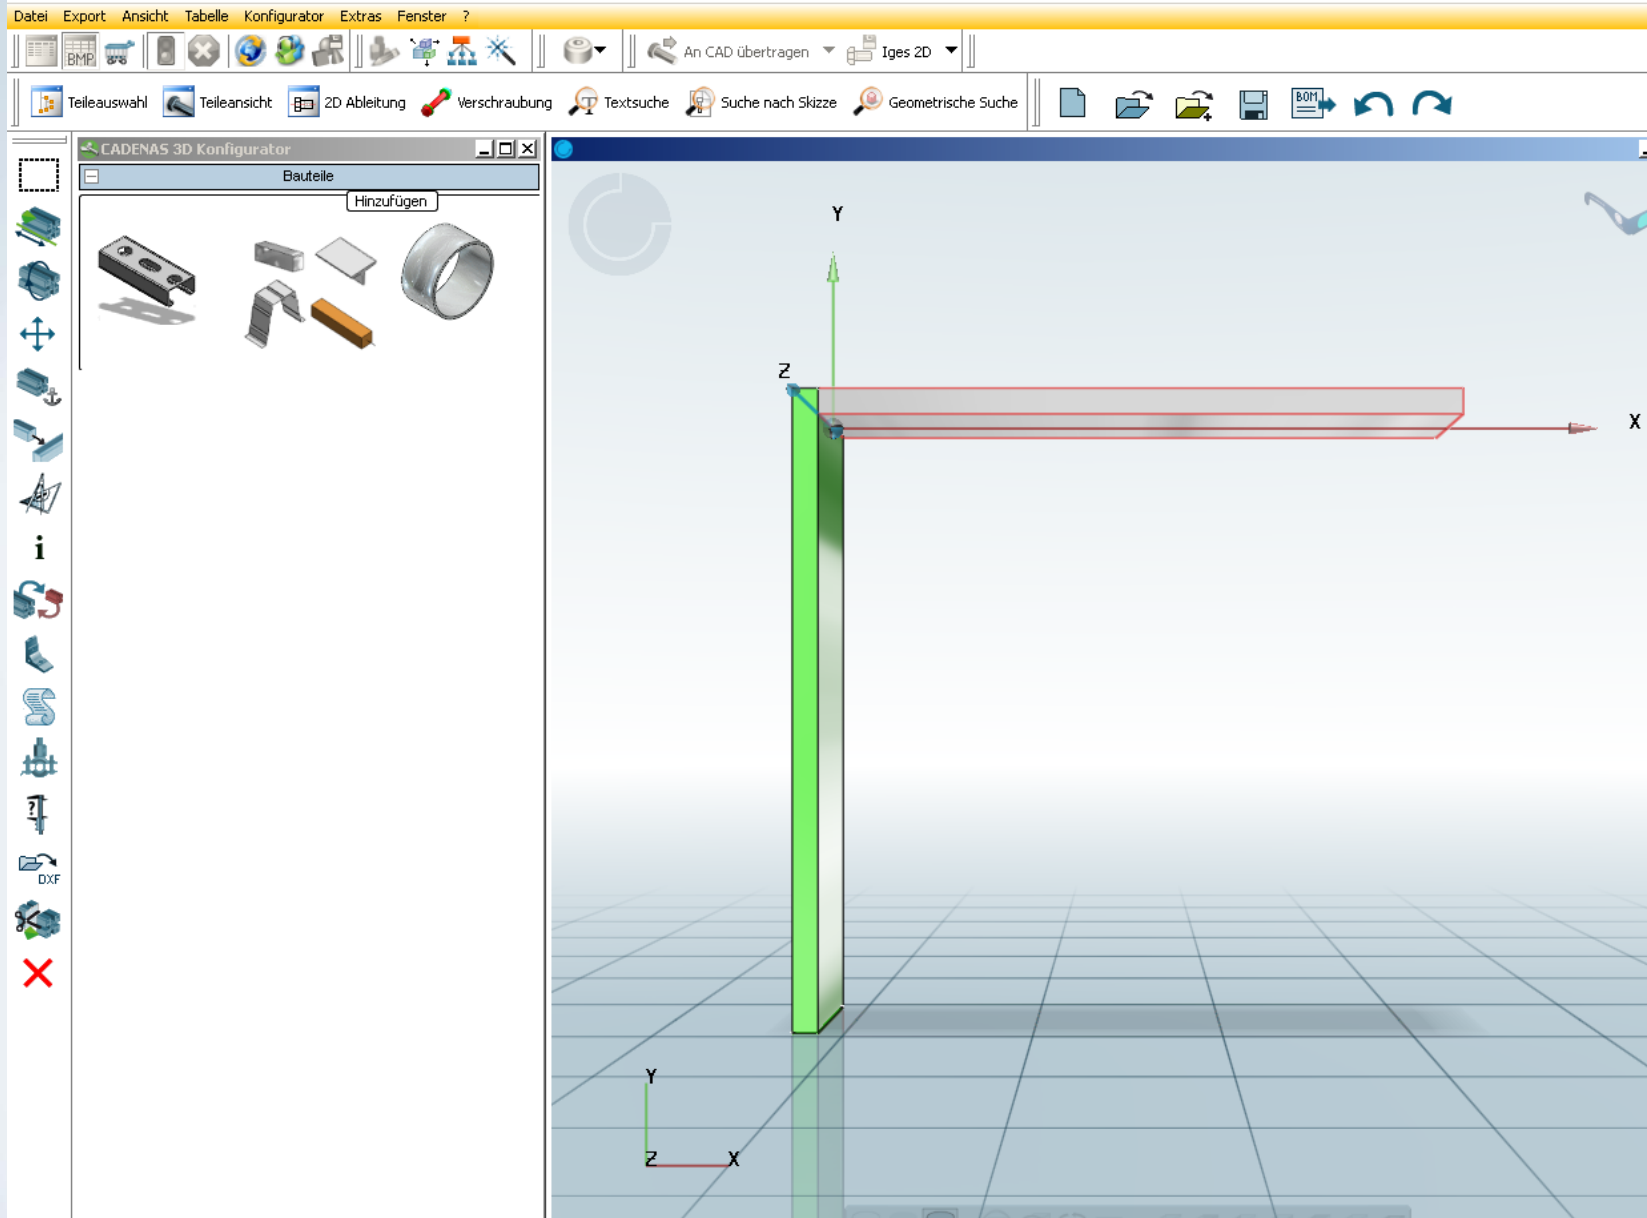 Datei Export Ansicht Tabelle Konfigurator Extras Fenster ?
BMP An CAD übertragen Iges 2D
Teileauswahl Teileansicht 2D Ableitung Verschraubung Textsuche Suche nach Skizze Geometrische Suche BOM
CADENAS 3D Konfigurator
Bauteile
Hinzufügen
Y
Z
X
i
?
DXF
Y
Z X